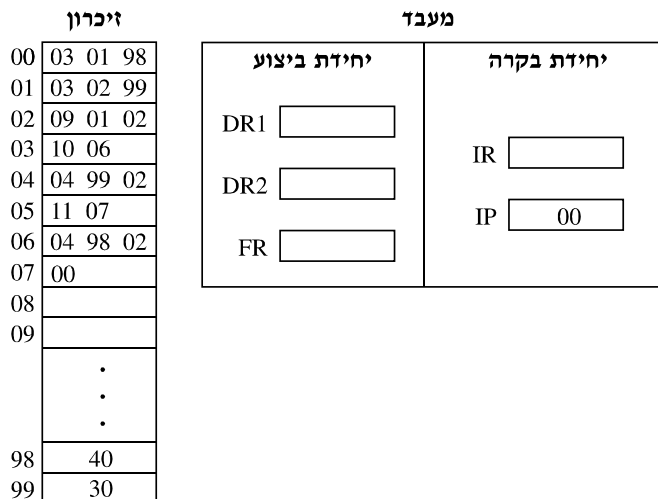 זיכרון
00 03 01 98
01 03 02 99
02 09 01 02
03 10 06
04 04 99 02
05 11 07
06 04 98 02
07 00
08
09
.
.
.
98 40
99 30
מעבד
יחידת ביצוע
DR1
DR2
FR
יחידת בקרה
IR
IP 00